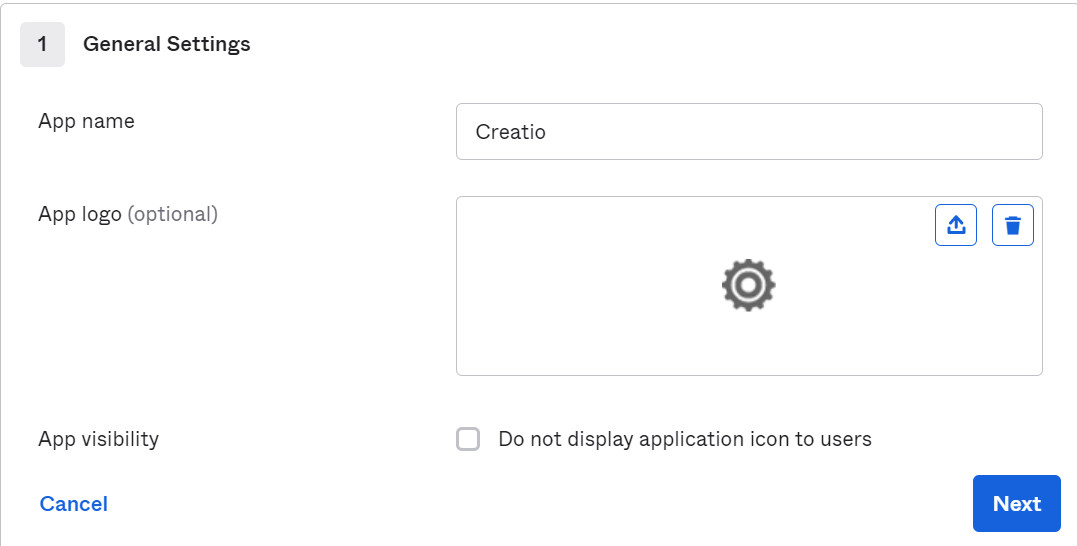 1 General Settings
App name
Creatio
App logo (optional)
App visibility
Do not display application icon to users
Cancel
Next